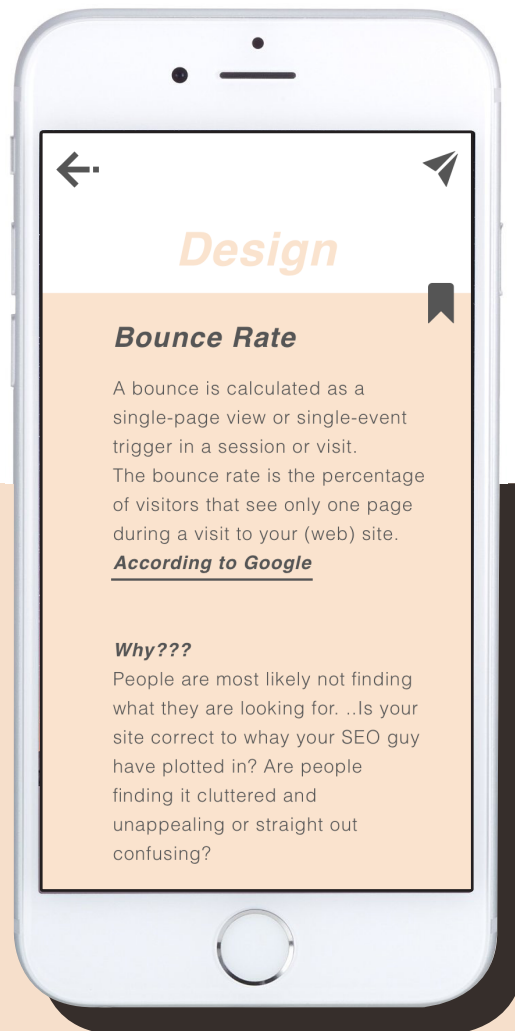 Design
Bounce Rate
A bounce is calculated as a
single-page view or single-event
trigger in a session or visit.
The bounce rate is the percentage
of visitors that see only one page
during a visit to your (web) site.
According to Google
Why???
People are most likely not finding
what they are looking for. ..Is your
site correct to whay your SEO guy
have plotted in? Are people
finding it cluttered and
unappealing or straight out
confusing?